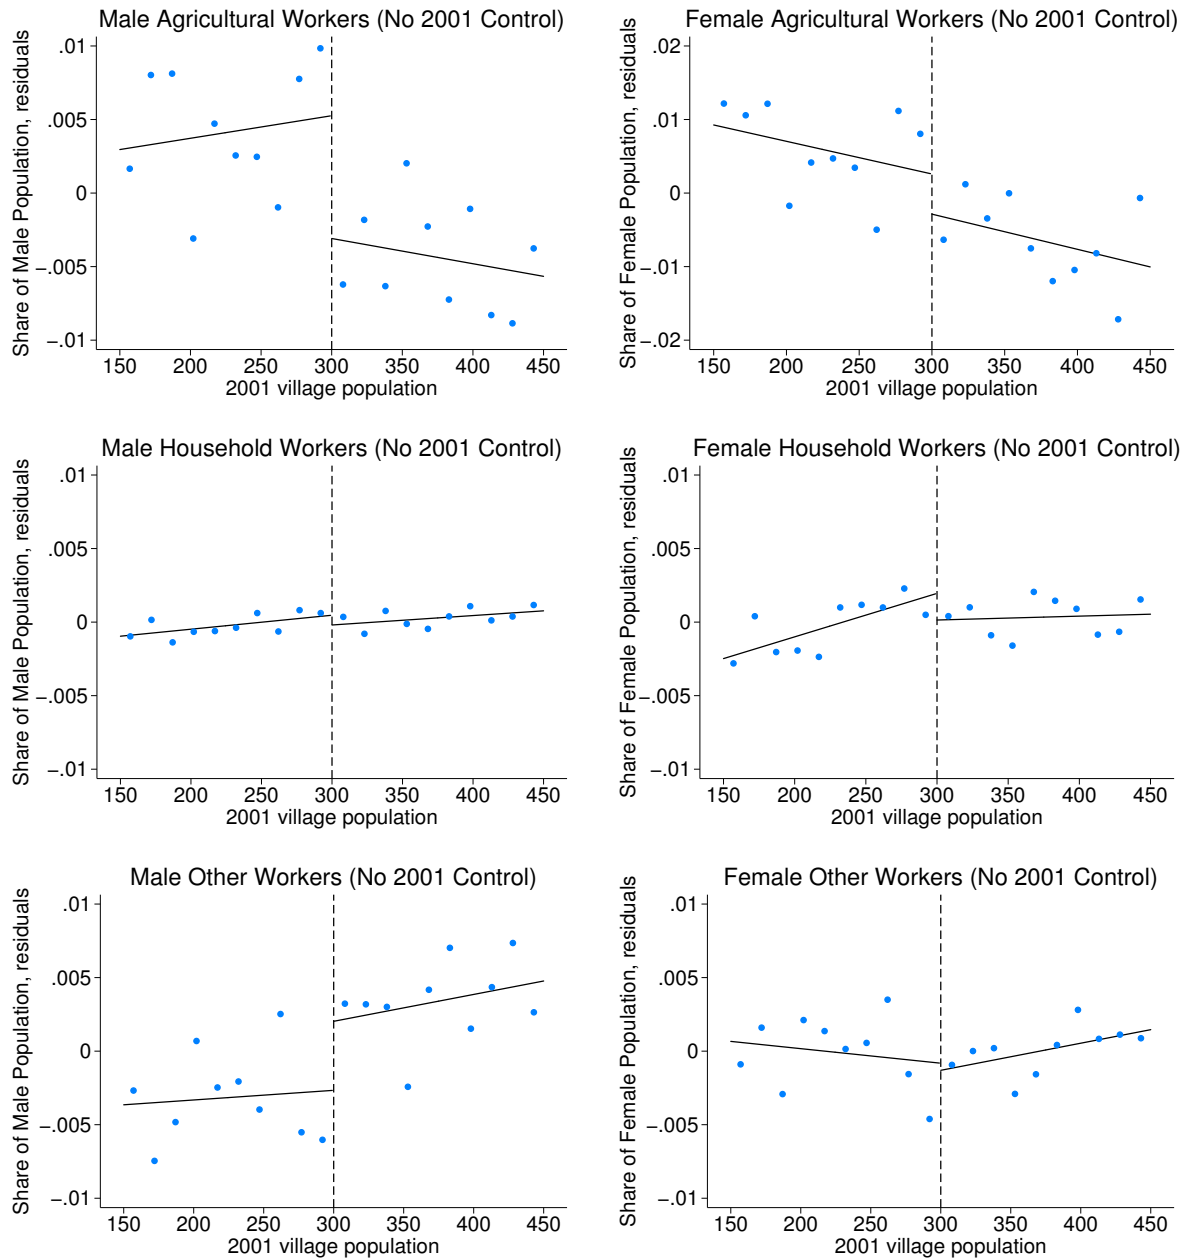 Male Agricultural Workers (No 2001 Control)
Share of Male Population, residuals
.01
.005
0
−.005
−.01
150 200 250 300 350 400 450
2001 village population
Female Agricultural Workers (No 2001 Control)
Share of Female Population, residuals
.02
.01
0
−.01
−.02
150 200 250 300 350 400 450
2001 village population
Male Household Workers (No 2001 Control)
Share of Male Population, residuals
.01
.005
0
−.005
−.01
150 200 250 300 350 400 450
2001 village population
Female Household Workers (No 2001 Control)
Share of Female Population, residuals
.01
.005
0
−.005
−.01
150 200 250 300 350 400 450
2001 village population
Male Other Workers (No 2001 Control)
Share of Male Population, residuals
.01
.005
0
−.005
−.01
150 200 250 300 350 400 450
2001 village population
Female Other Workers (No 2001 Control)
Share of Female Population, residuals
.01
.005
0
−.005
−.01
150 200 250 300 350 400 450
2001 village population